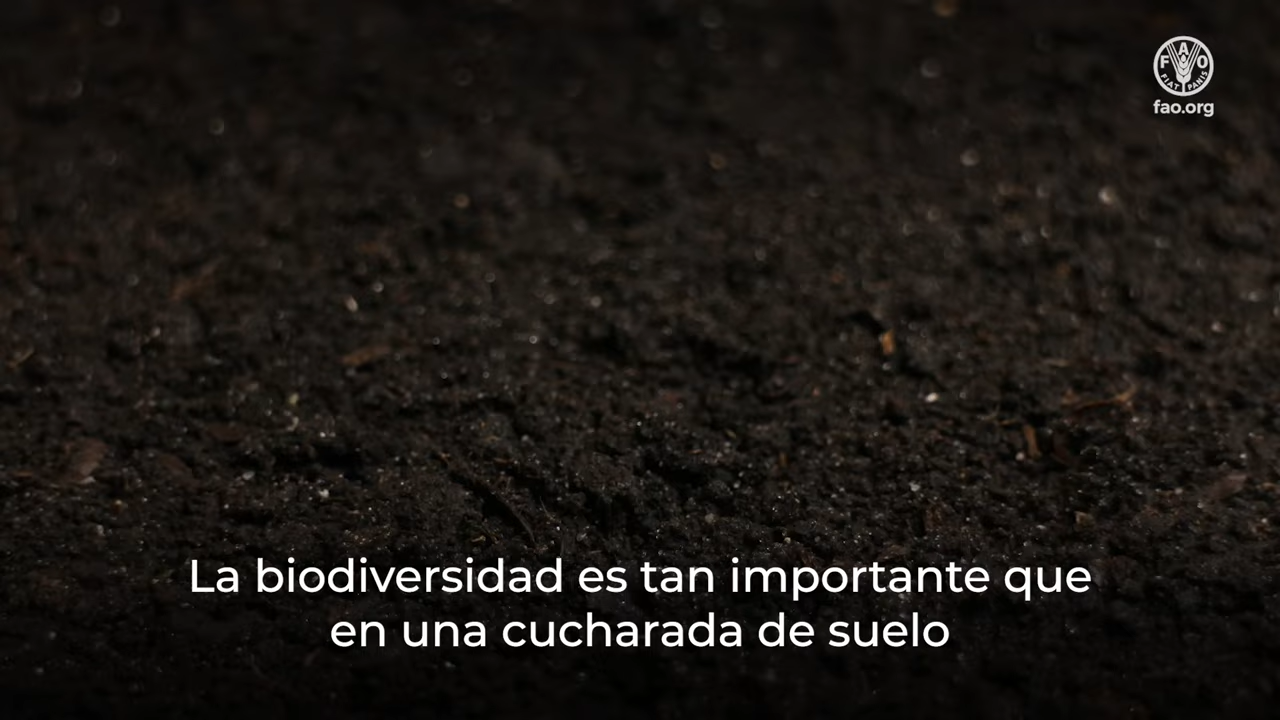 FAO
FIAT PANIS
fao.org
La biodiversidad es tan importante que
en una cucharada de suelo